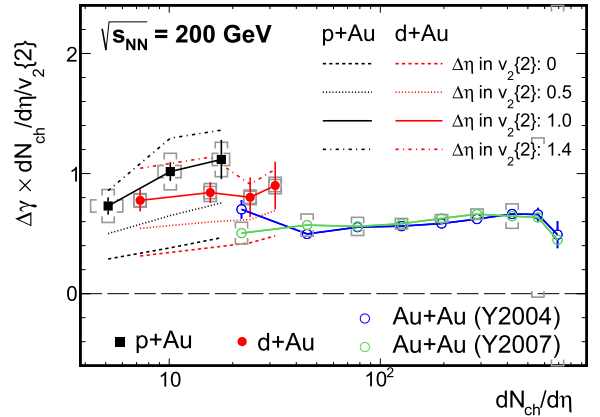 √s_NN = 200 GeV
p+Au d+Au
Δη in v₂{2}: 0
Δη in v₂{2}: 0.5
Δη in v₂{2}: 1.0
Δη in v₂{2}: 1.4
Δγ × dN_ch/dη/v₂{2}
2
1
0
p+Au d+Au
Au+Au (Y2004)
Au+Au (Y2007)
10 10²
dN_ch/dη